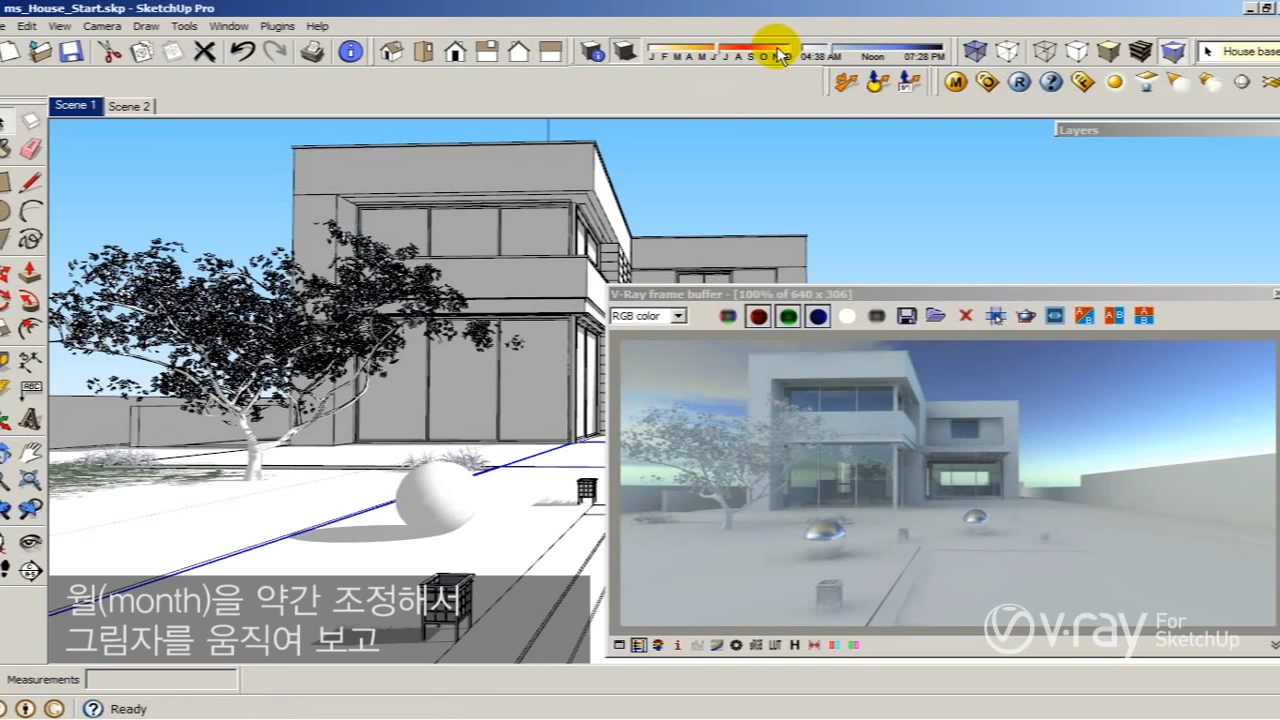 ms_House_Start.skp - SketchUp Pro
Edit View Camera Draw Tools Window Plugins Help
J F M A M J J A S O N D 04:38 AM Noon 07:28 PM
House base
M O R ?
Scene 1 Scene 2
Layers
V-Ray frame buffer - [100% of 640 x 306]
RGB color
ABC
월(month)을 약간 조정해서
그림자를 움직여 보고
v·ray For SketchUp
LUT H
Measurements
Ready